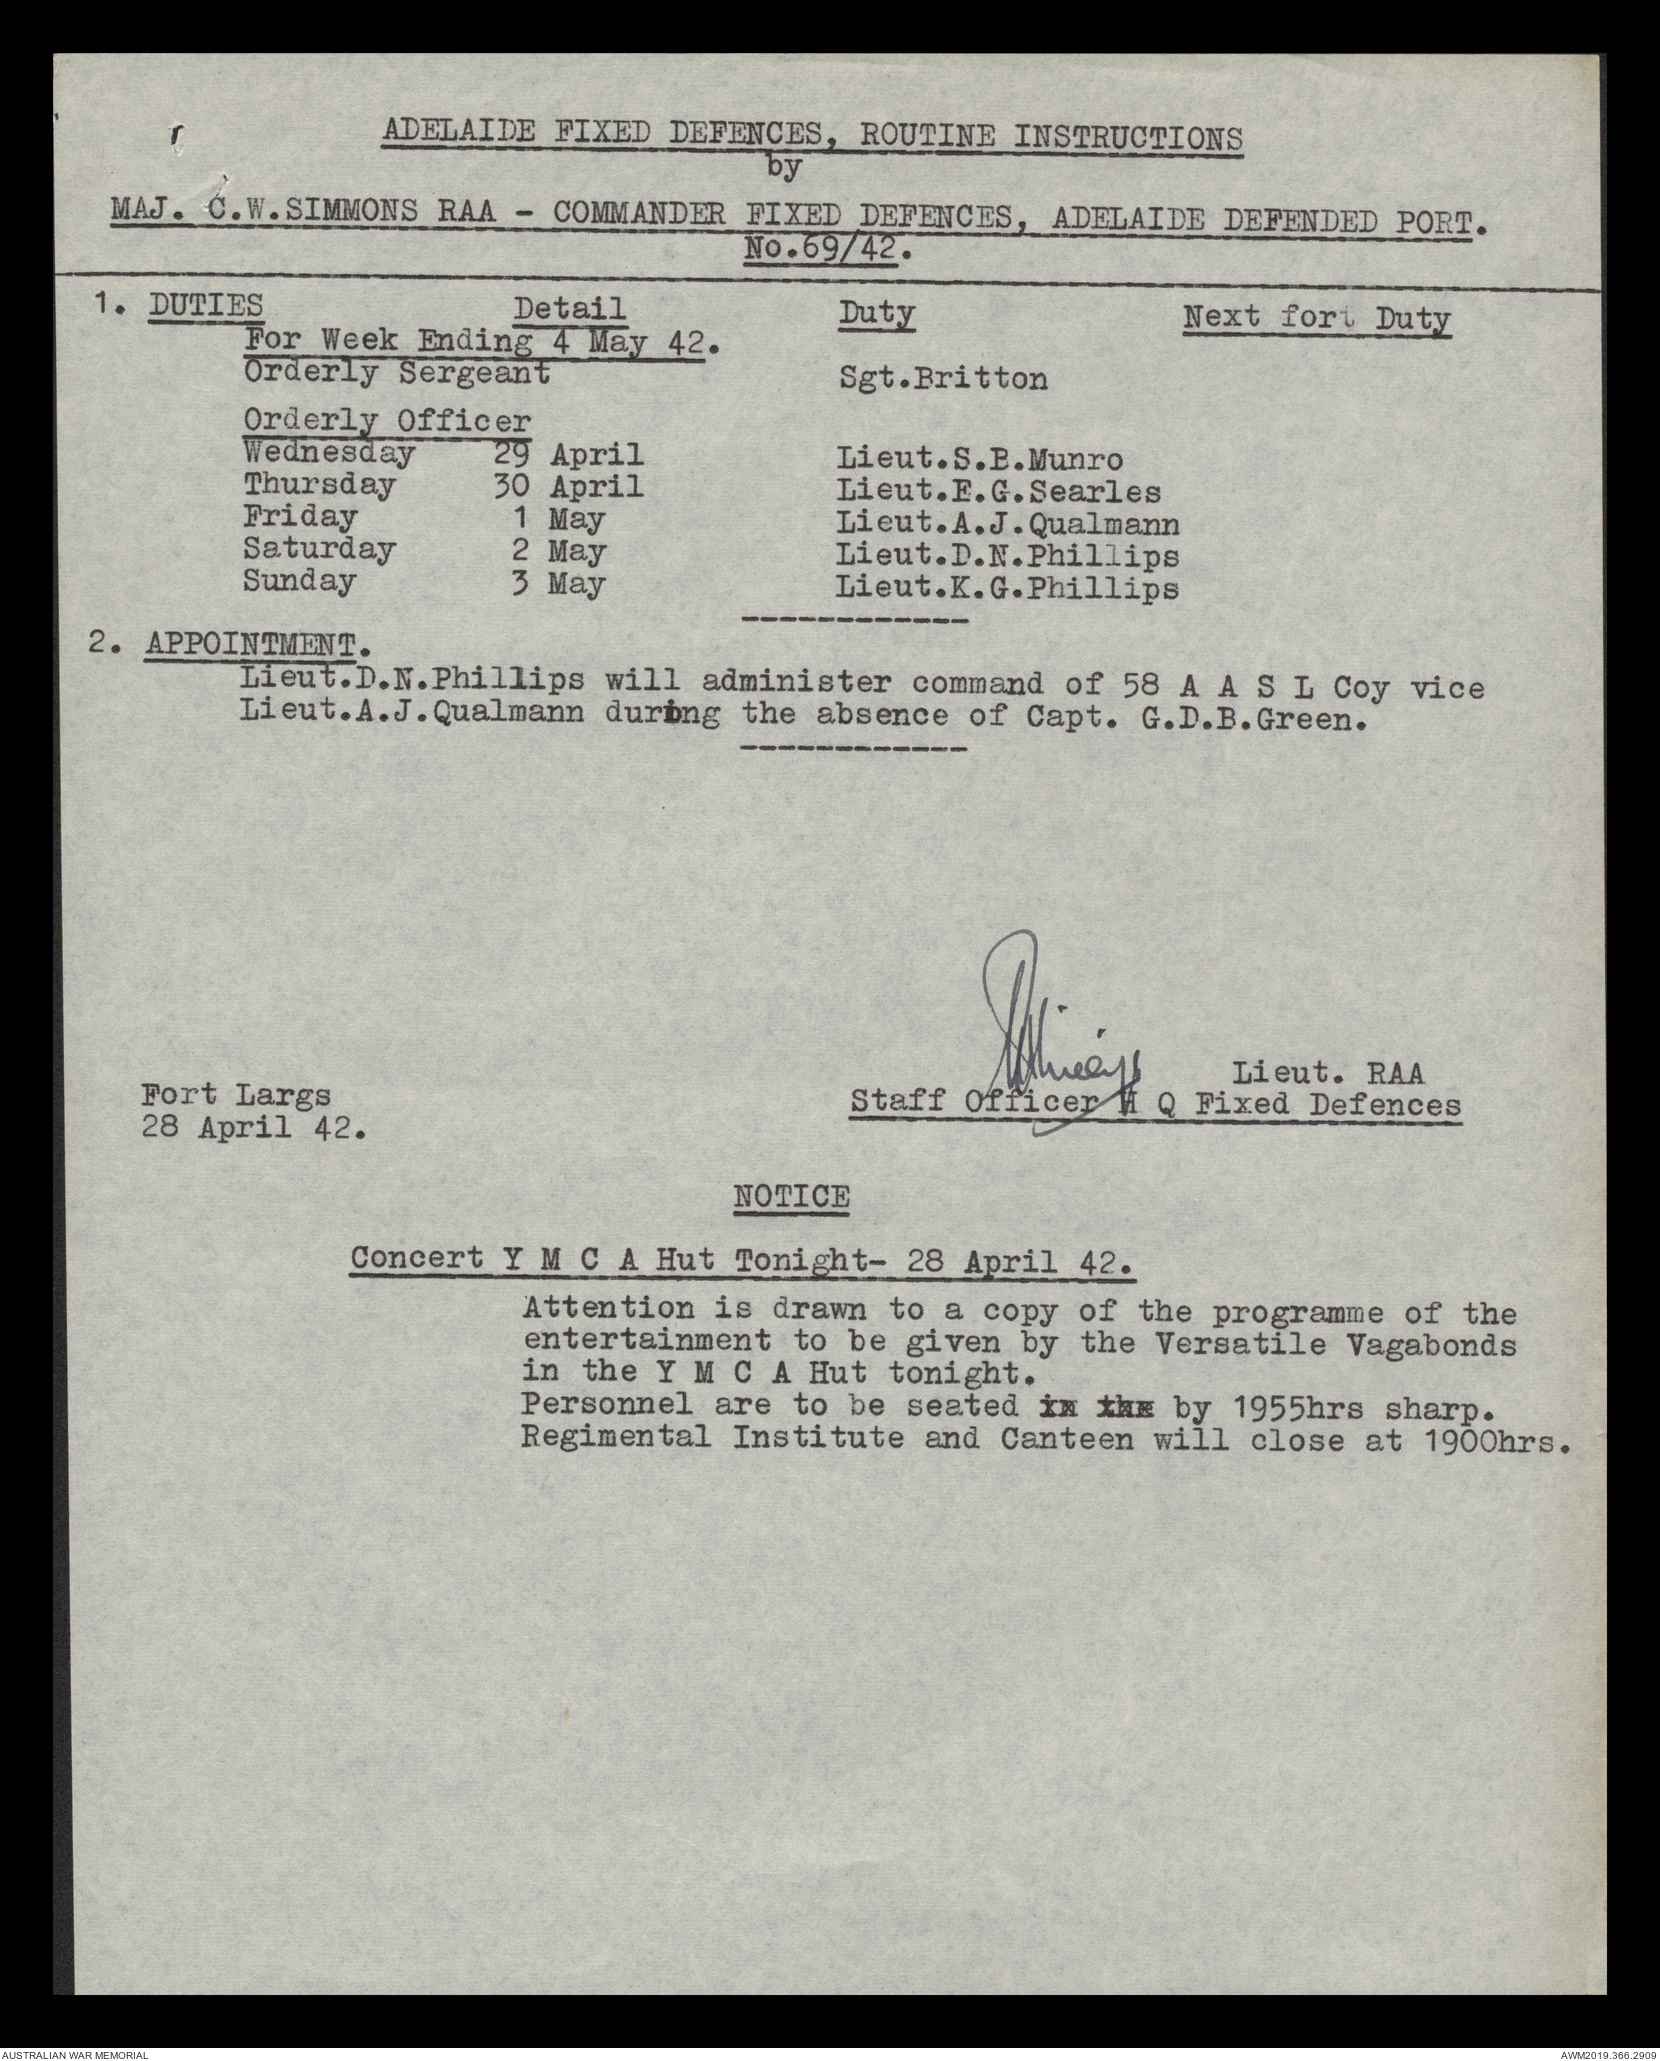 ADELAIDE FIXED DEFENCES, ROUTINE INSTRUCTIONS
by
MAJ. C.W.SIMMONS RAA - COMMANDER FIXED DEFENCES, ADELAIDE DEFENDED PORT.
No.69/42.
1. DUTIES Detail Duty Next fort Duty
For Week Ending 4 May 42.
Orderly Sergeant Sgt.Britton
Orderly Officer
Wednesday 29 April Lieut.S.B.Munro
Thursday 30 April Lieut.E.G.Searles
Friday 1 May Lieut.A.J.Qualmann
Saturday 2 May Lieut.D.N.Phillips
Sunday 3 May Lieut.K.G.Phillips
------------
2. APPOINTMENT.
Lieut.D.N.Phillips will administer command of 58 A A S L Coy vice
Lieut.A.J.Qualmann during the absence of Capt. G.D.B.Green.
------------
Lieut. RAA
Fort Largs Staff Officer H Q Fixed Defences
28 April 42.
NOTICE
Concert Y M C A Hut Tonight- 28 April 42.
Attention is drawn to a copy of the programme of the
entertainment to be given by the Versatile Vagabonds
in the Y M C A Hut tonight.
Personnel are to be seated by 1955hrs sharp.
Regimental Institute and Canteen will close at 1900hrs.
AUSTRALIAN WAR MEMORIAL AWM2019.366.2909